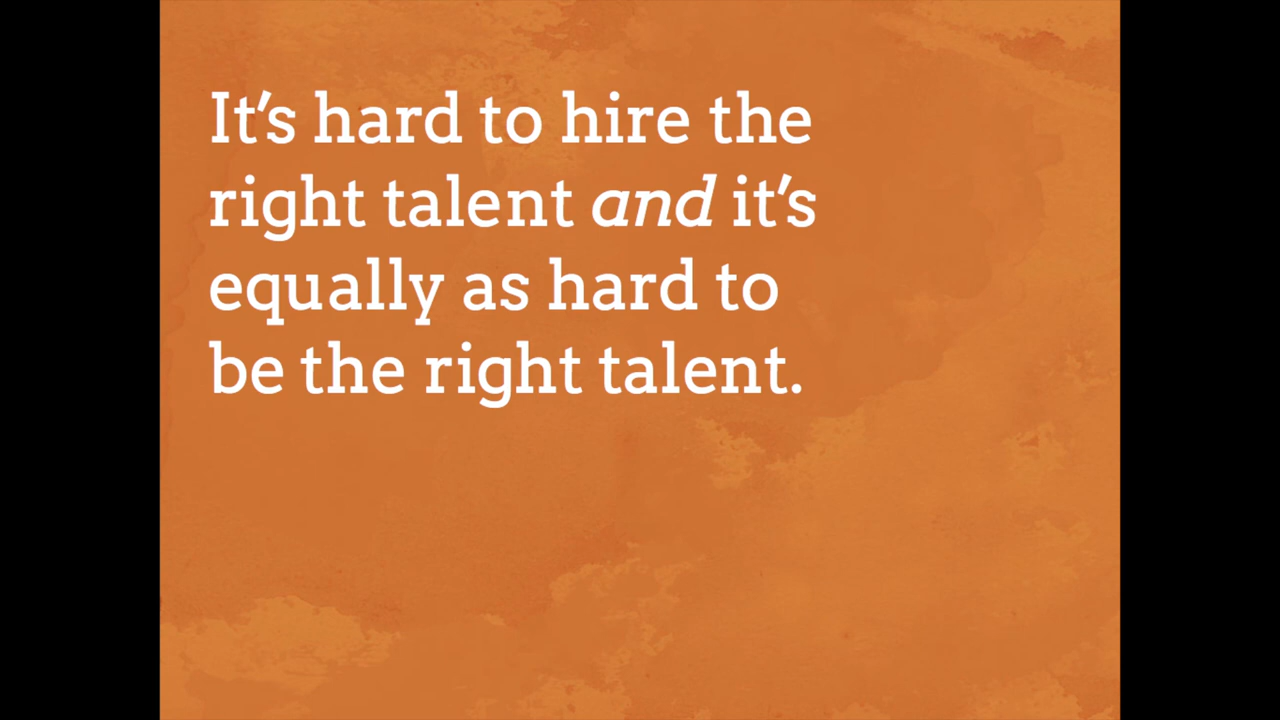 It’s hard to hire the
right talent and it’s
equally as hard to
be the right talent.